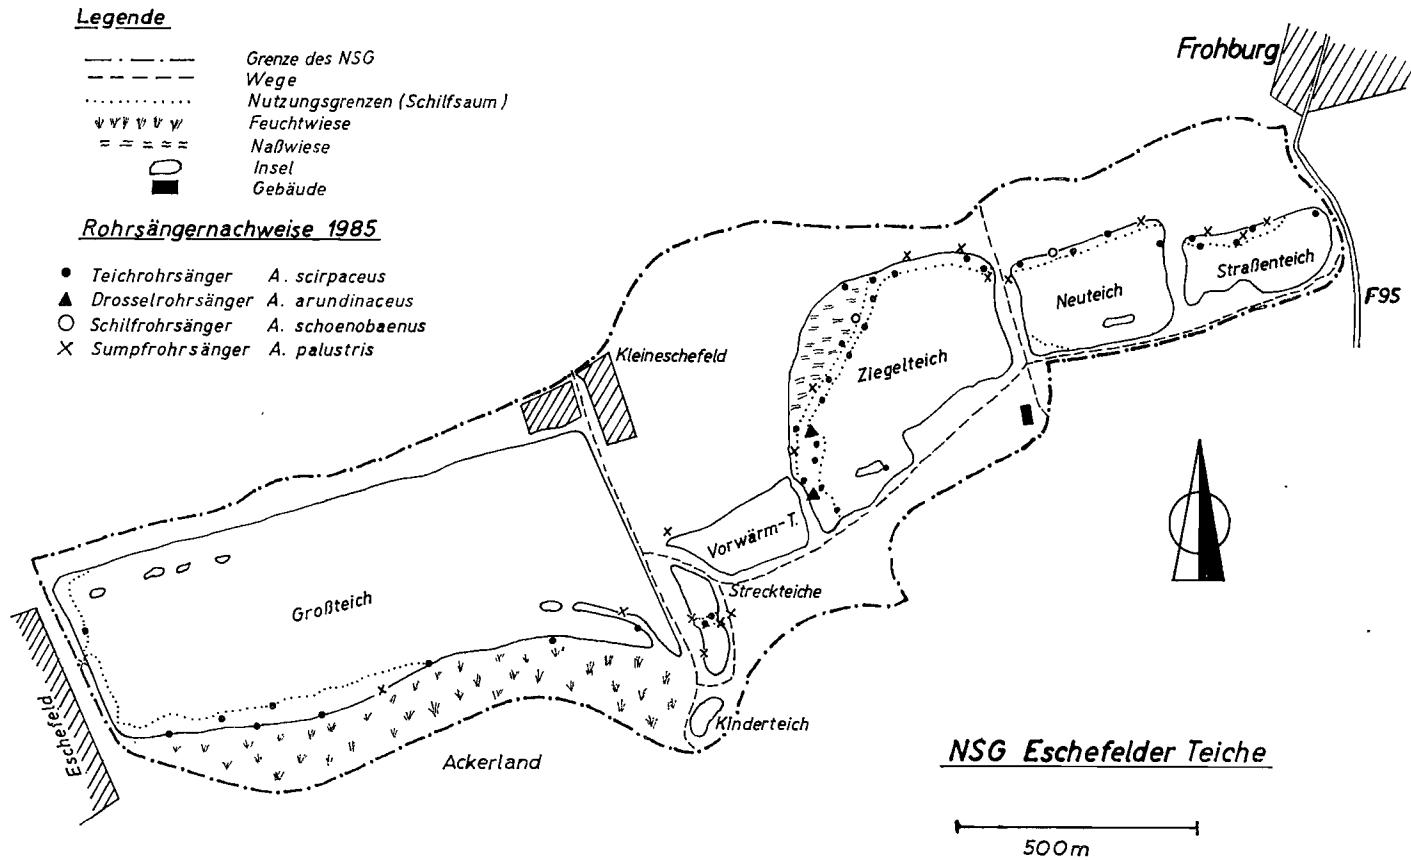 Legende
Grenze des NSG
Wege
Nutzungsgrenzen (Schilfsaum)
Feuchtwiese
Naßwiese
Insel
Gebäude
Rohrsängernachweise 1985
Teichrohrsänger A. scirpaceus
Drosselrohrsänger A. arundinaceus
Schilfrohrsänger A. schoenobaenus
Sumpfrohrsänger A. palustris
Frohburg
Straßenteich
Neuteich
F95
Kleineschefeld
Ziegelteich
Vorwärm-T.
Streckteiche
Großteich
Eschefeld
Kinderteich
Ackerland
NSG Eschefelder Teiche
500m